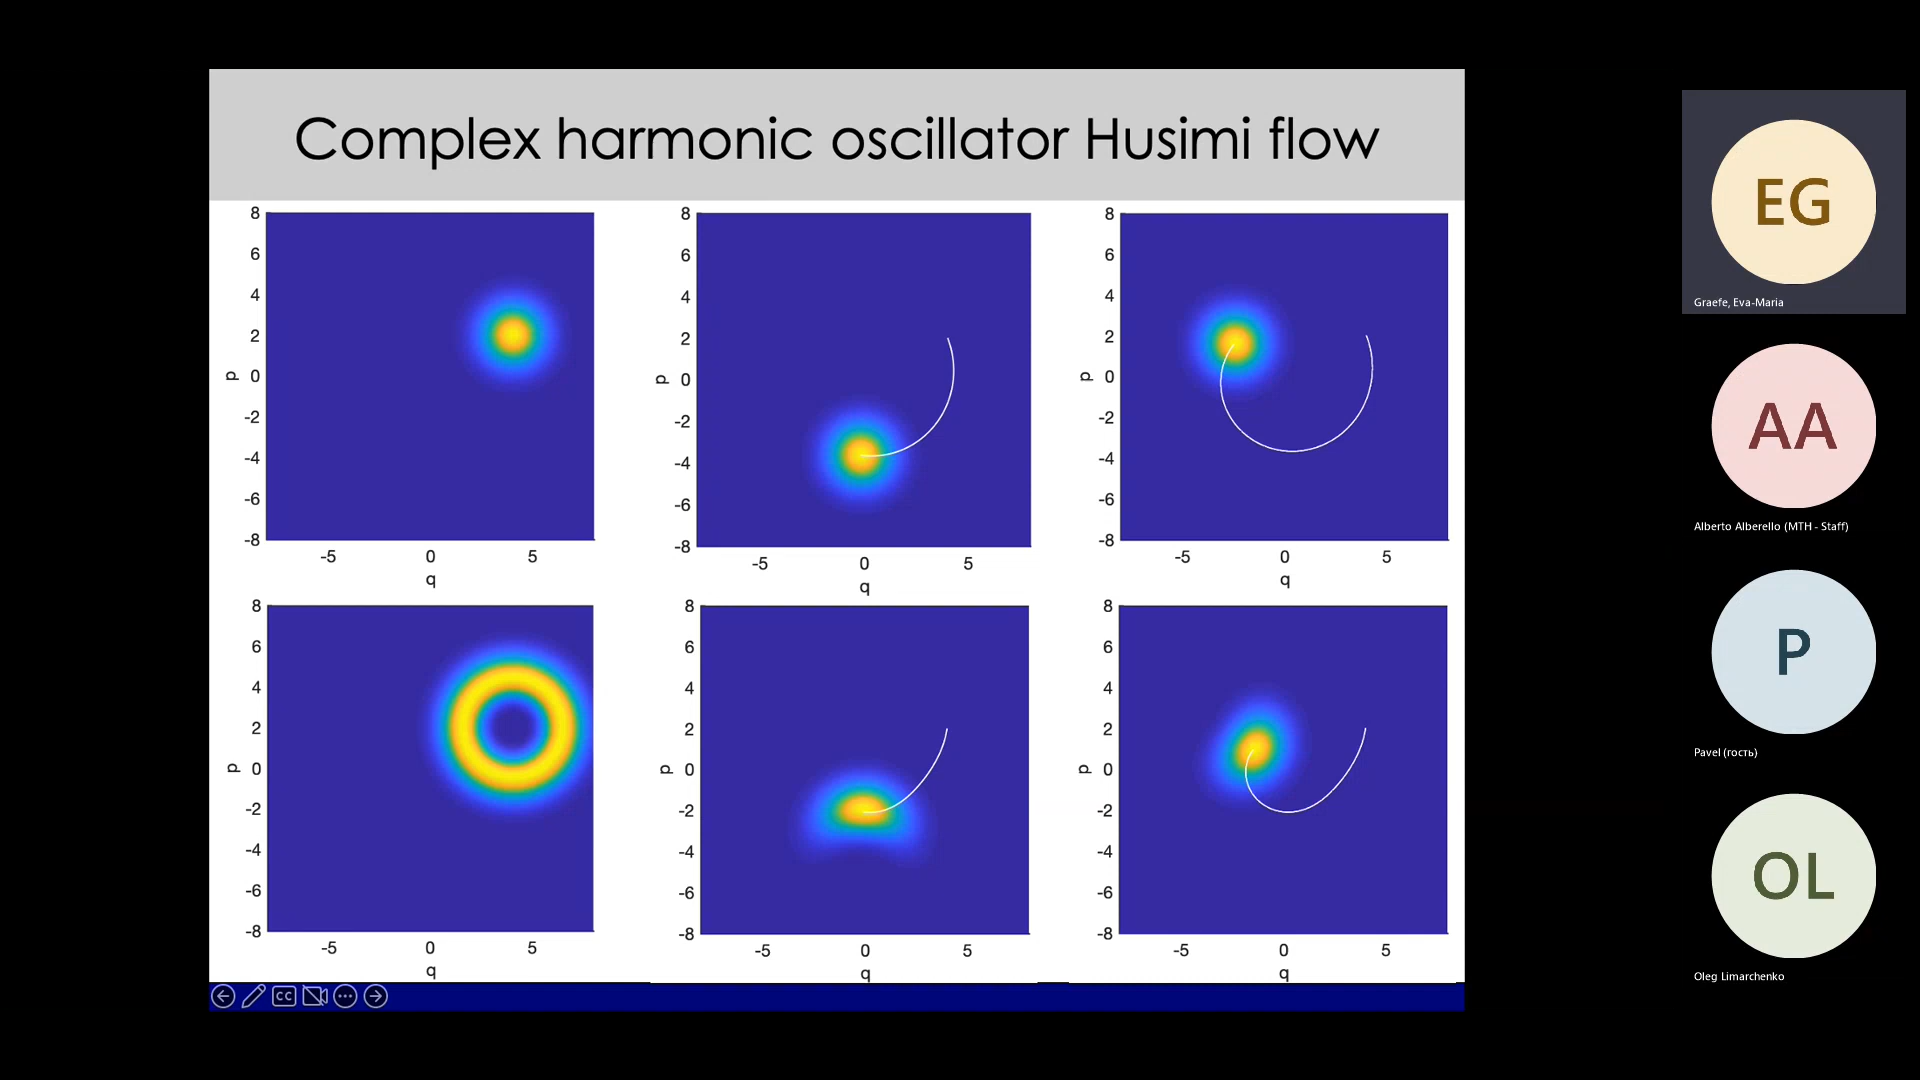 Complex harmonic oscillator Husimi flow
8
6
4
2
p 0
-2
-4
-6
-8
-5 0 5
q
8
6
4
2
p 0
-2
-4
-6
-8
-5 0 5
q
8
6
4
2
p 0
-2
-4
-6
-8
-5 0 5
q
8
6
4
2
p 0
-2
-4
-6
-8
-5 0 5
q
8
6
4
2
p 0
-2
-4
-6
-8
-5 0 5
q
8
6
4
2
p 0
-2
-4
-6
-8
-5 0 5
q
CC
EG
Graefe, Eva-Maria
AA
Alberto Alberello (MTH - Staff)
P
Pavel (гость)
OL
Oleg Limarchenko